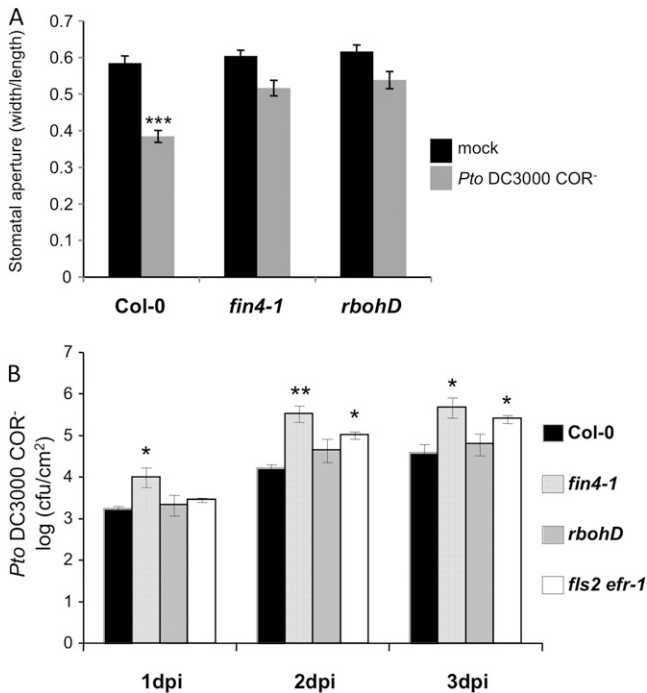 A
Stomatal aperture (width/length)
0.7
0.6
0.5
0.4
0.3
0.2
0.1
0
***
mock
Pto DC3000 COR⁻
Col-0
fin4-1
rbohD
B
Pto DC3000 COR⁻
log (cfu/cm²)
7
6
5
4
3
2
1
0
*
**
*
*
*
Col-0
fin4-1
rbohD
fls2 efr-1
1dpi
2dpi
3dpi